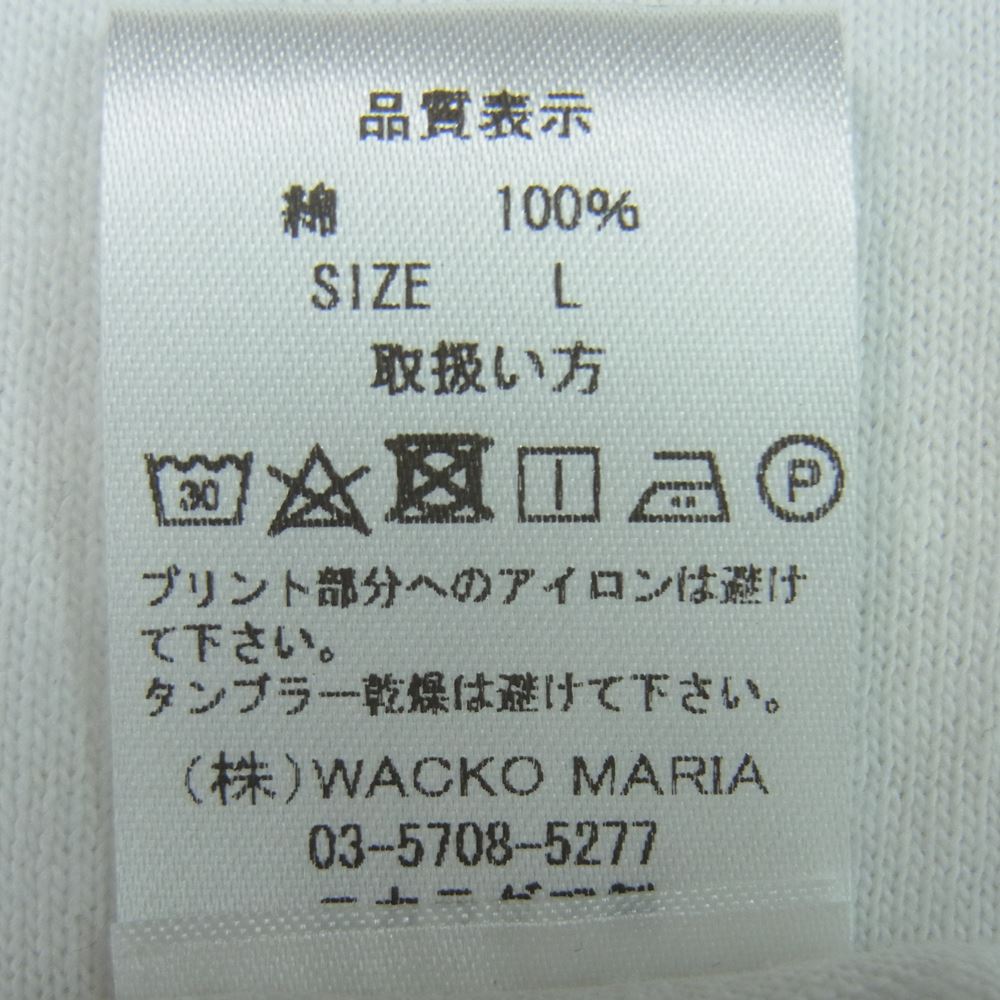 品質表示
綿 100%
SIZE L
取扱い方
30 P
プリント部分へのアイロンは避け
て下さい。
タンブラー乾燥は避けて下さい。
(株)WACKO MARIA
03-5708-5277